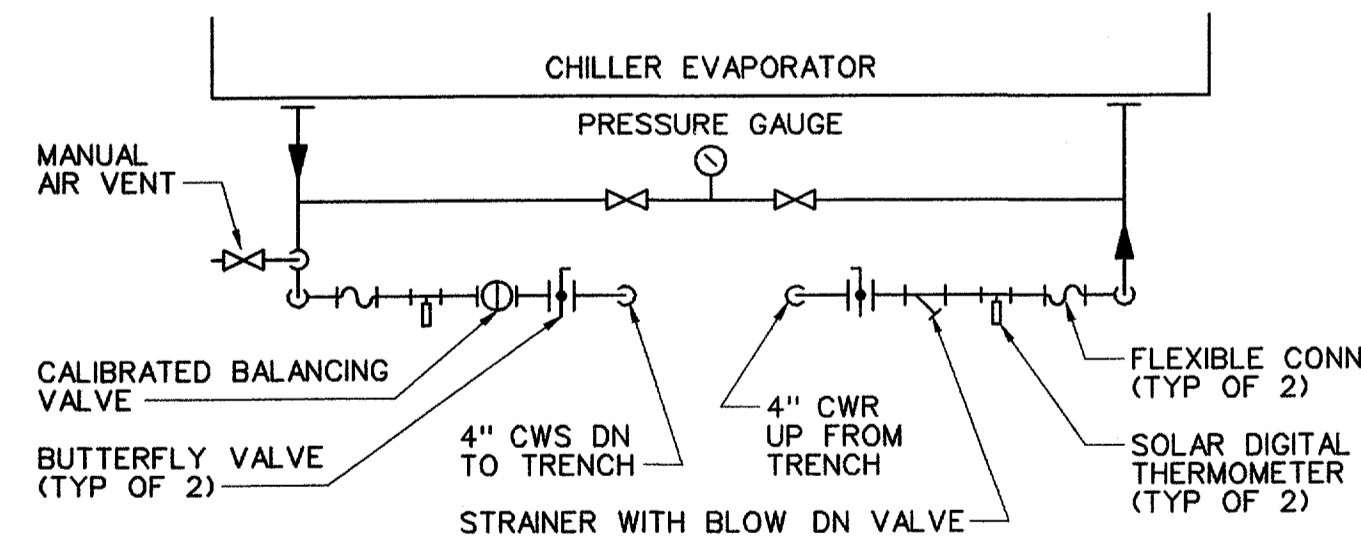 CHILLER EVAPORATOR
PRESSURE GAUGE
MANUAL
AIR VENT
CALIBRATED BALANCING
VALVE
BUTTERFLY VALVE
(TYP OF 2)
4" CWS DN
TO TRENCH
4" CWR
UP FROM
TRENCH
STRAINER WITH BLOW DN VALVE
FLEXIBLE CONN
(TYP OF 2)
SOLAR DIGITAL
THERMOMETER
(TYP OF 2)